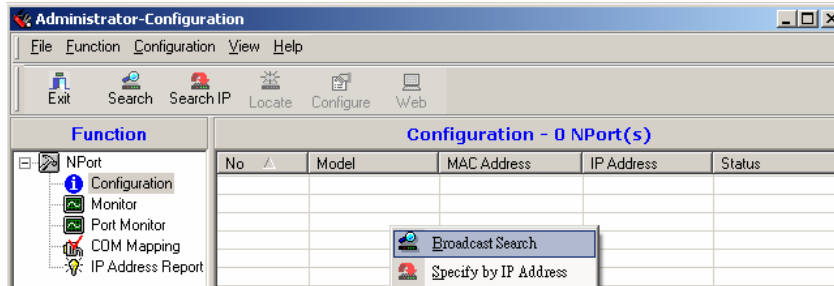 Administrator-Configuration
File Function Configuration View Help
Exit Search Search IP Locate Configure Web
Function
Configuration - 0 NPort(s)
NPort
Configuration
Monitor
Port Monitor
COM Mapping
IP Address Report
No Model MAC Address IP Address Status
Broadcast Search
Specify by IP Address